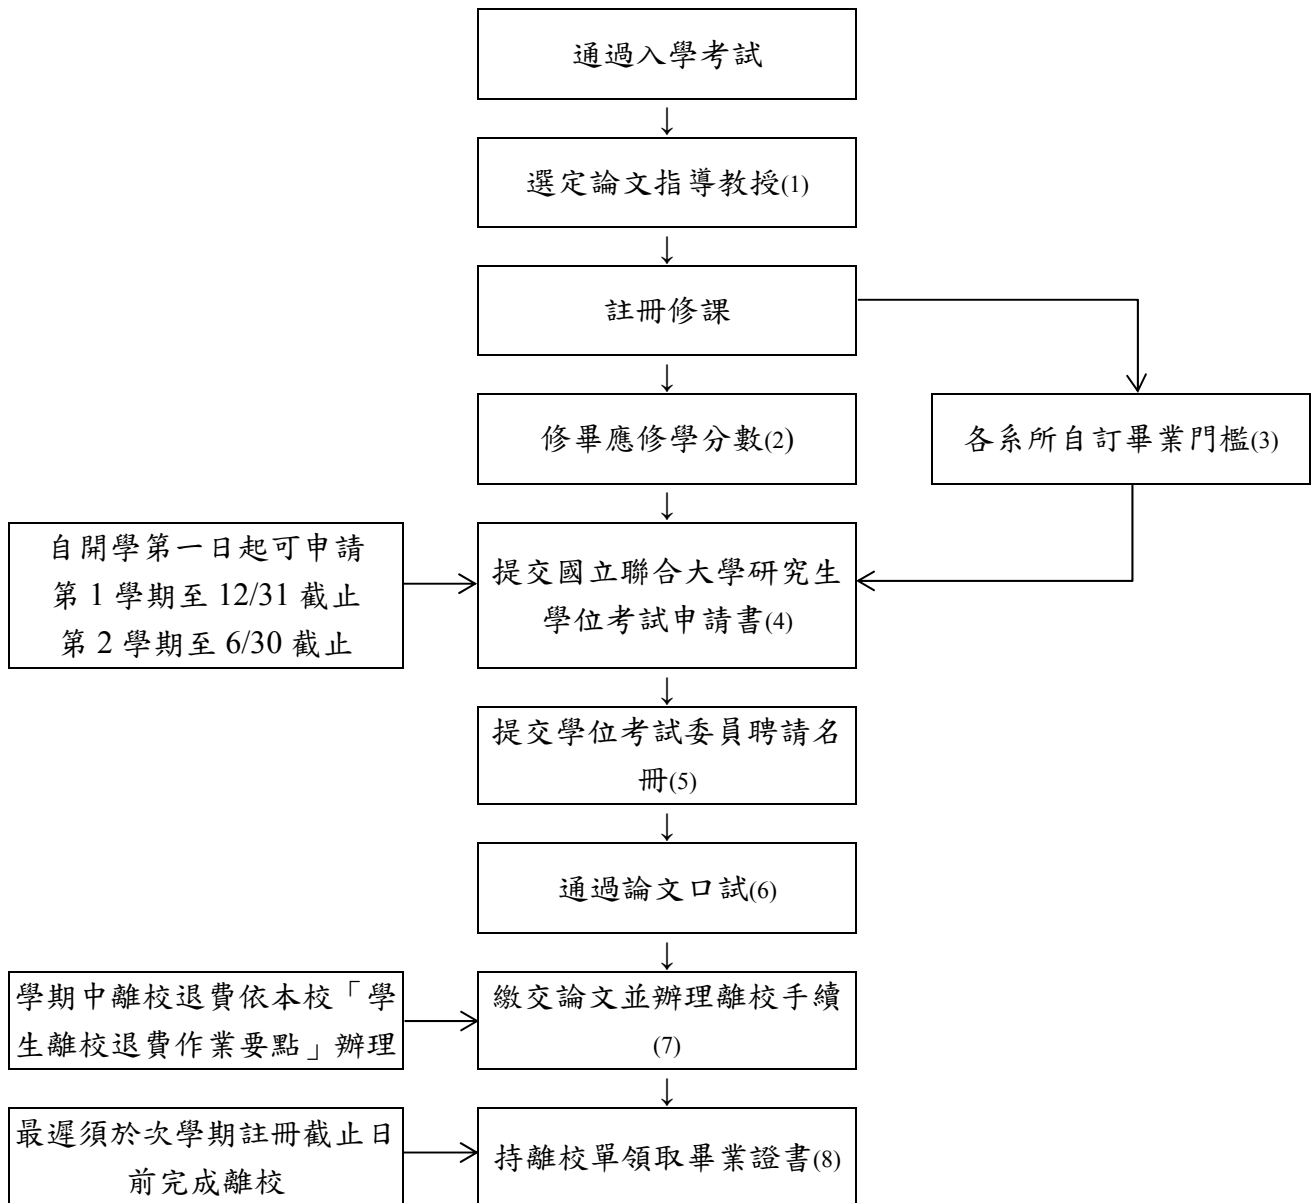 通過入學考試
↓
選定論文指導教授(1)
↓
註冊修課
↓
修畢應修學分數(2)
各系所自訂畢業門檻(3)
↓
自開學第一日起可申請
第 1 學期至 12/31 截止
第 2 學期至 6/30 截止
提交國立聯合大學研究生
學位考試申請書(4)
↓
提交學位考試委員聘請名
冊(5)
↓
通過論文口試(6)
↓
學期中離校退費依本校「學
生離校退費作業要點」辦理
繳交論文並辦理離校手續
(7)
↓
最遲須於次學期註冊截止日
前完成離校
持離校單領取畢業證書(8)